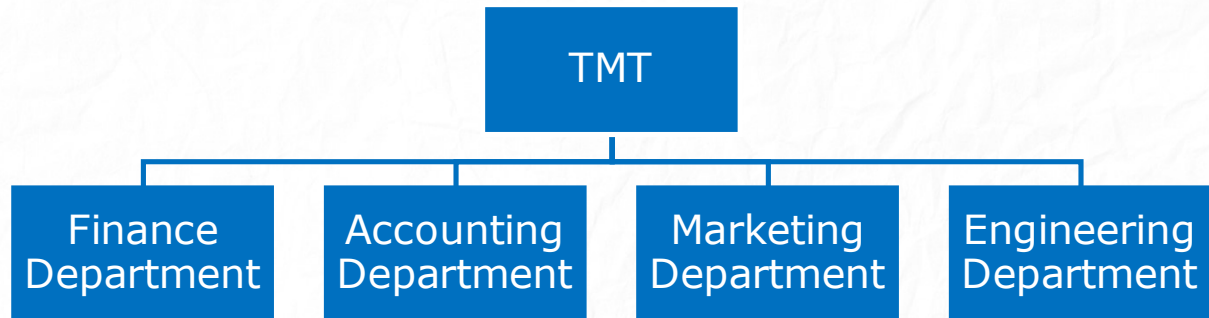 TMT
Finance
Department
Accounting
Department
Marketing
Department
Engineering
Department